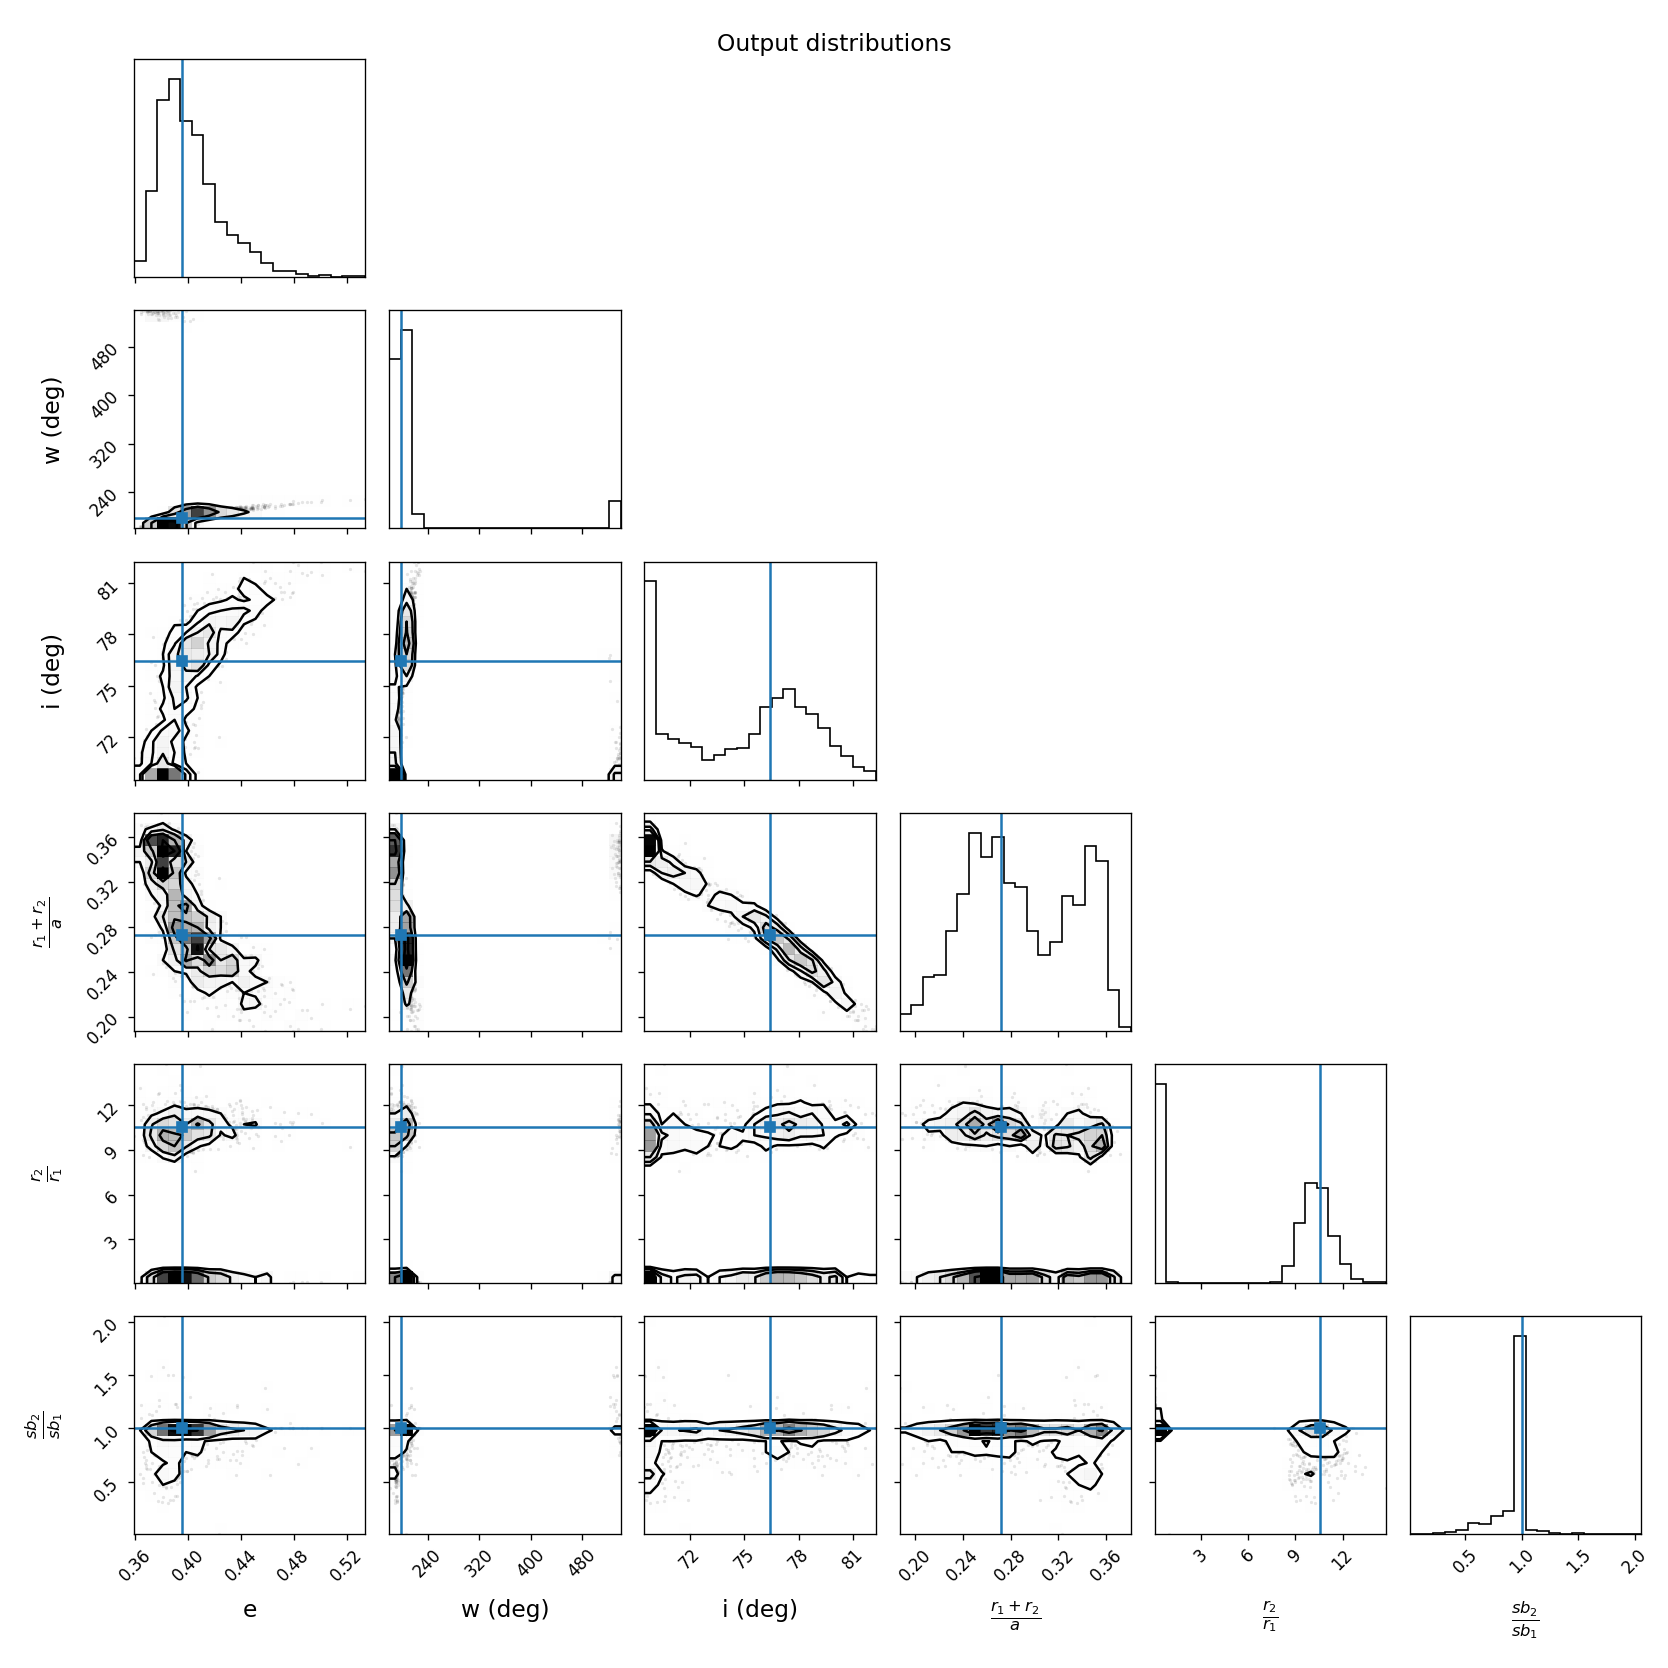 Output distributions
w (deg)
480
400
320
240
i (deg)
81
78
75
72
r₁ + r₂
a
0.36
0.32
0.28
0.24
0.20
r₂
r₁
12
9
6
3
sb₂
sb₁
2.0
1.5
1.0
0.5
0.36 0.40 0.44 0.48 0.52 240 320 400 480 72 75 78 81 0.20 0.24 0.28 0.32 0.36 3 6 9 12 0.5 1.0 1.5 2.0
e w (deg) i (deg) r₁ + r₂ r₂ sb₂
a r₁ sb₁